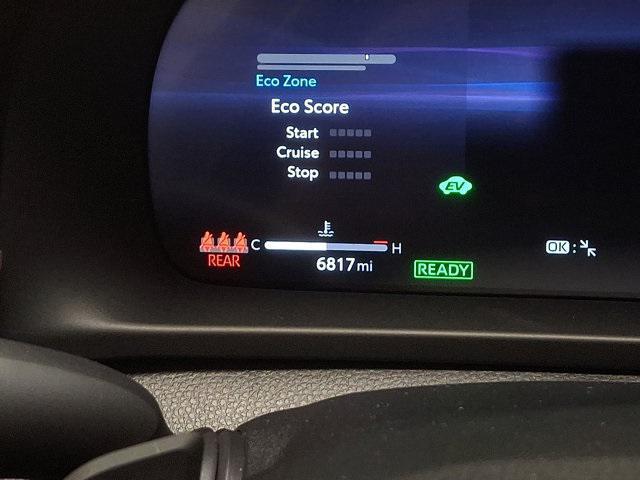 Eco Zone
Eco Score
Start
Cruise
Stop
EV
C H
REAR
6817 mi
READY
OK :